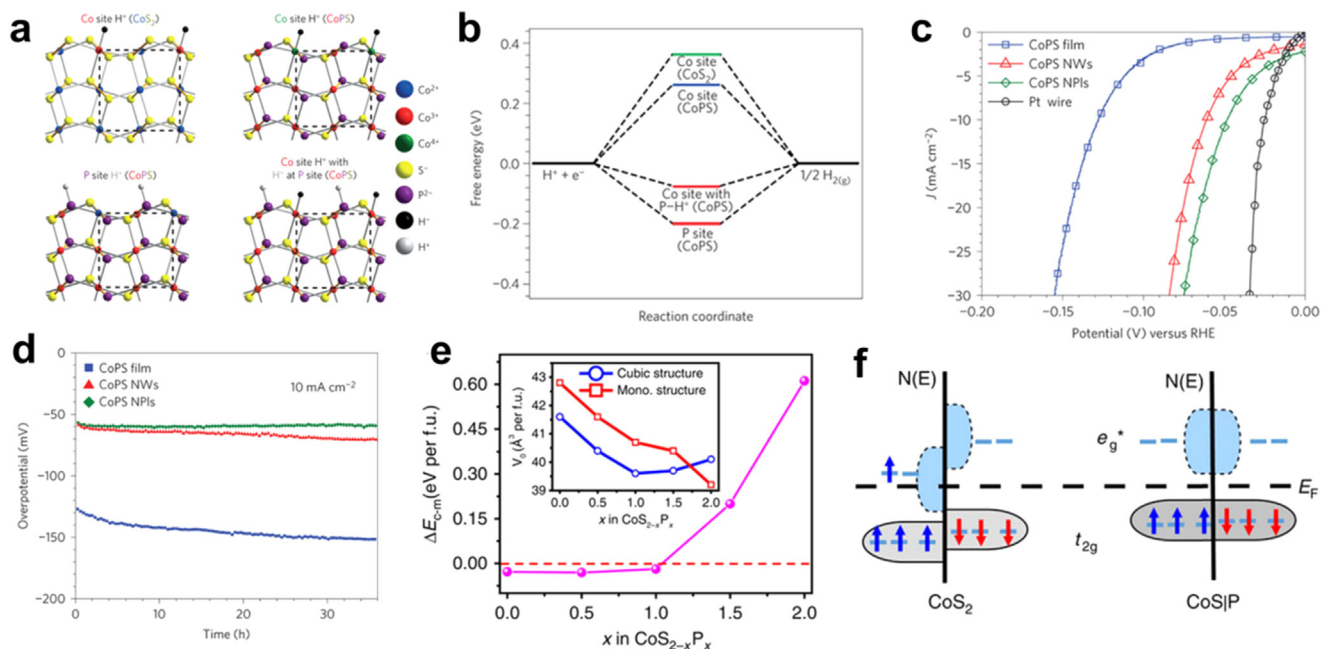 a
Co site H⁺ (CoS₂)
Co site H⁺ (CoPS)
P site H⁺ (CoPS)
Co site H⁺ with
H⁺ at P site (CoPS)
Co²⁺
Co³⁺
Co⁴⁺
S⁻
P²⁻
H⁻
H⁺
b
Free energy (eV)
0.4
0.2
0.0
−0.2
−0.4
Co site
(CoS₂)
Co site
(CoPS)
H⁺ + e⁻
1/2 H₂(g)
Co site with
P–H⁺ (CoPS)
P site
(CoPS)
Reaction coordinate
c
J (mA cm⁻²)
0
−5
−10
−15
−20
−25
−30
CoPS film
CoPS NWs
CoPS NPls
Pt wire
−0.20
−0.15
−0.10
−0.05
0.00
Potential (V) versus RHE
d
Overpotential (mV)
0
−50
−100
−150
−200
CoPS film
CoPS NWs
CoPS NPls
10 mA cm⁻²
0
10
20
30
Time (h)
e
ΔE_c-m (eV per f.u.)
0.60
0.45
0.30
0.15
0.00
V₀ (Å³ per f.u.)
43
42
41
40
39
Cubic structure
Mono. structure
0.0 0.5 1.0 1.5 2.0
x in CoS₂₋ₓPₓ
0.0 0.5 1.0 1.5 2.0
x in CoS₂₋ₓPₓ
f
N(E)
N(E)
e_g*
E_F
t_2g
CoS₂
CoS|P